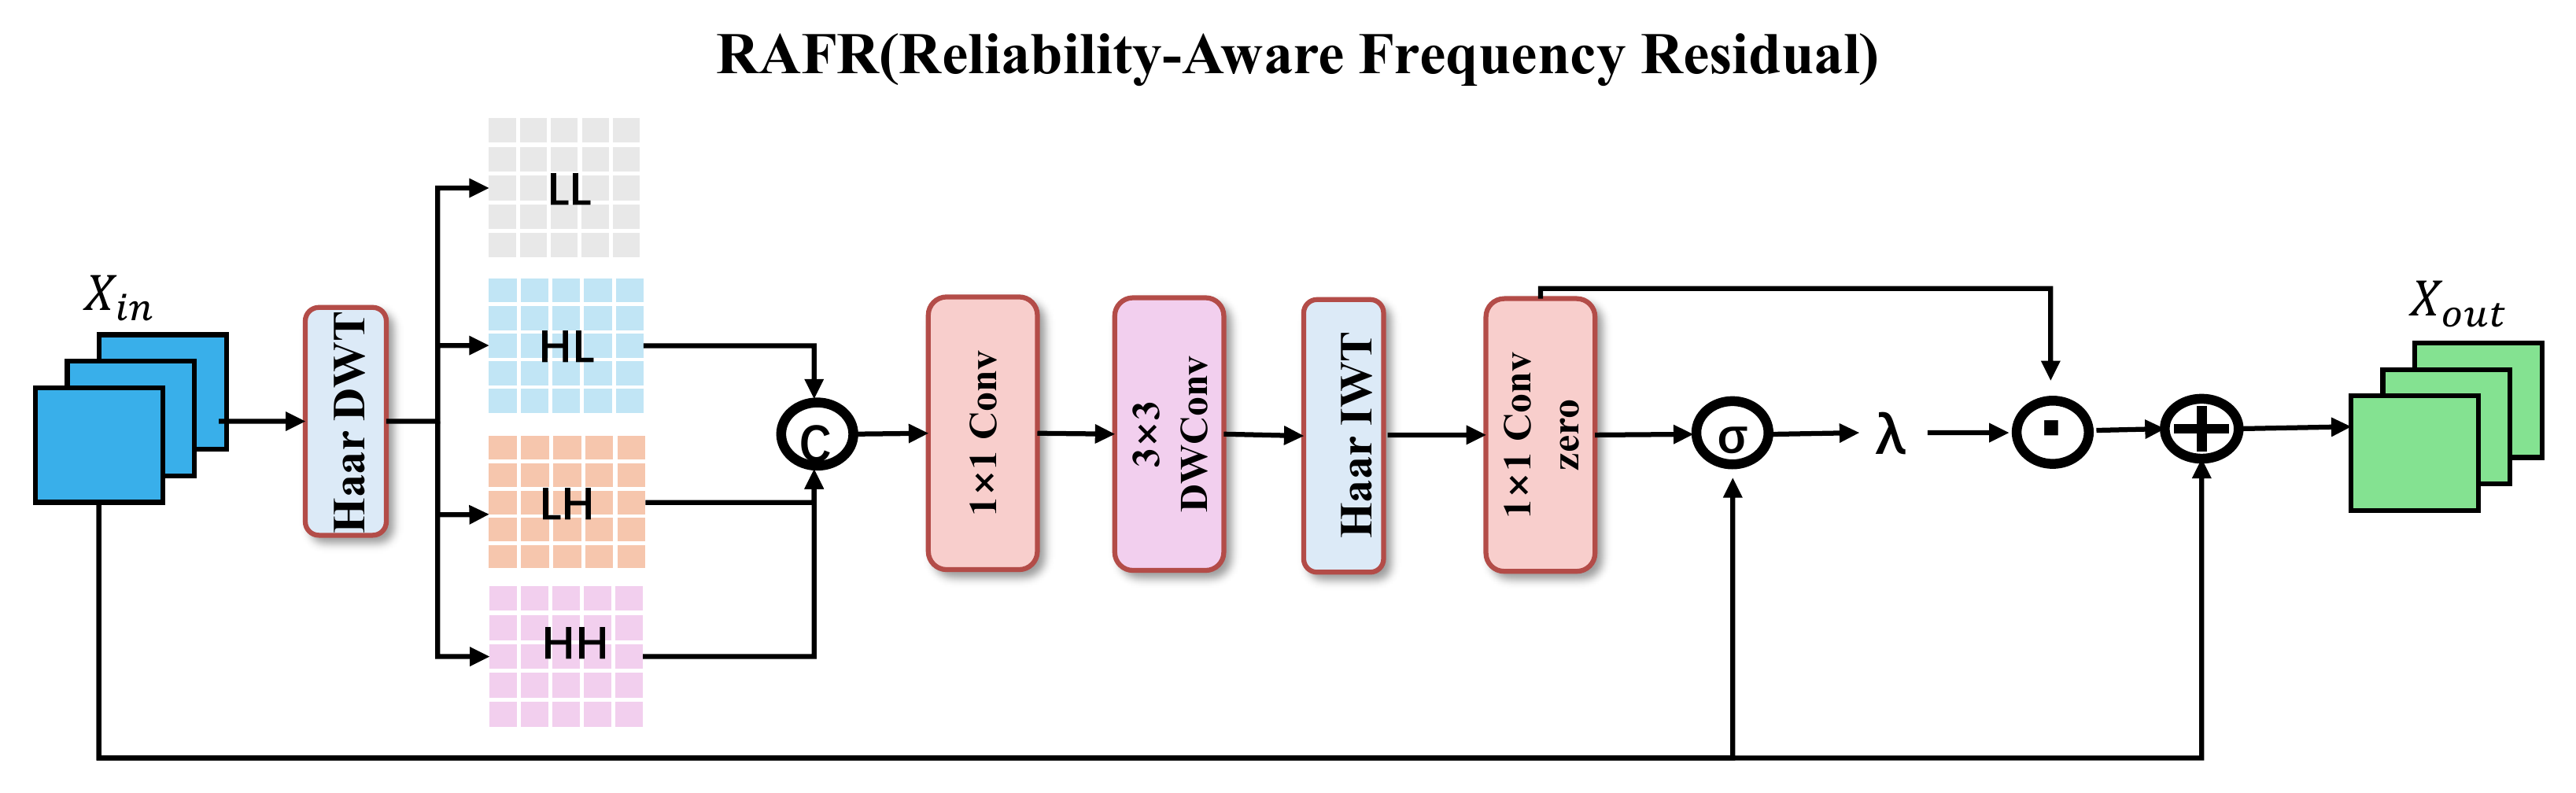 RAFR(Reliability-Aware Frequency Residual)
X_in
Haar DWT
LL
HL
LH
HH
C
1×1 Conv
3×3
DWConv
Haar IWT
1×1 Conv
zero
σ
λ
X_out